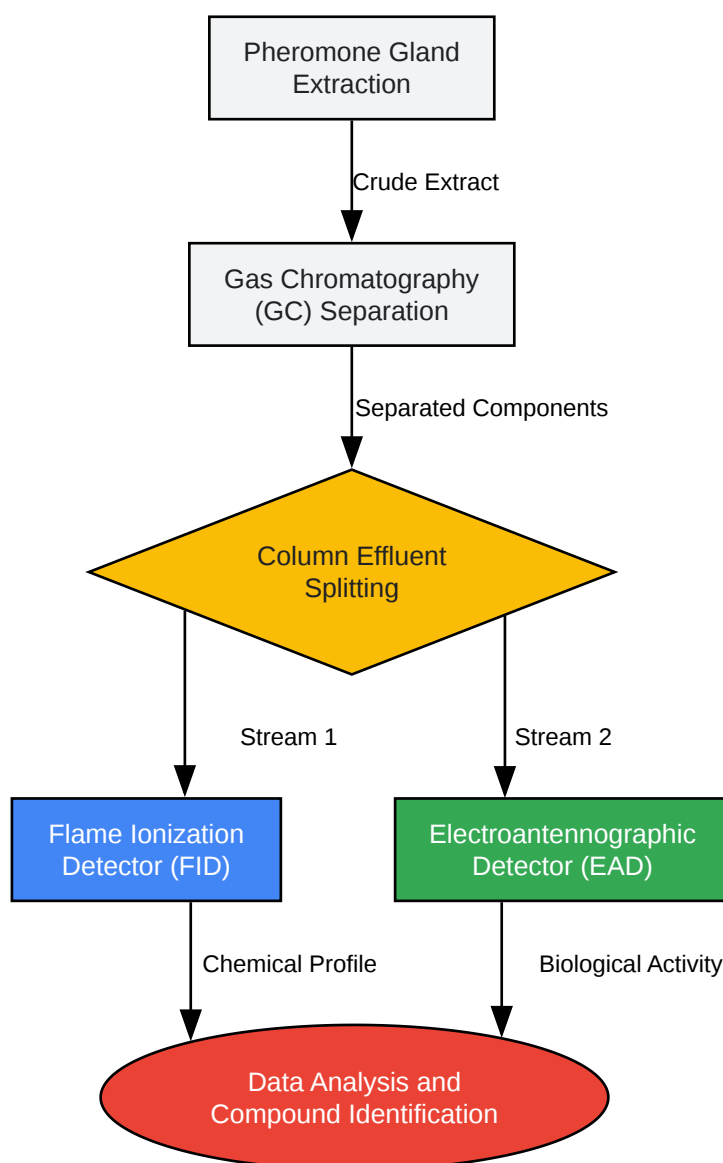 Pheromone Gland
Extraction
Crude Extract
Gas Chromatography
(GC) Separation
Separated Components
Column Effluent
Splitting
Stream 1
Stream 2
Flame Ionization
Detector (FID)
Electroantennographic
Detector (EAD)
Chemical Profile
Biological Activity
Data Analysis and
Compound Identification